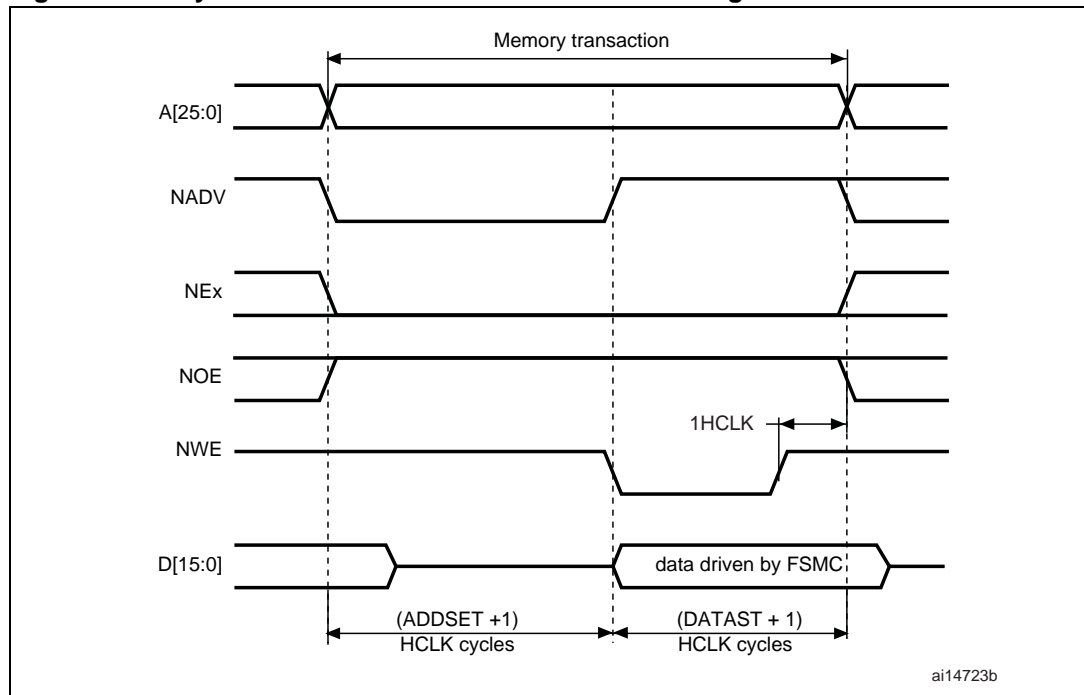 Memory transaction
A[25:0]
NADV
NEx
NOE
1HCLK
NWE
D[15:0]
data driven by FSMC
(ADDSET +1)
HCLK cycles
(DATAST + 1)
HCLK cycles
ai14723b